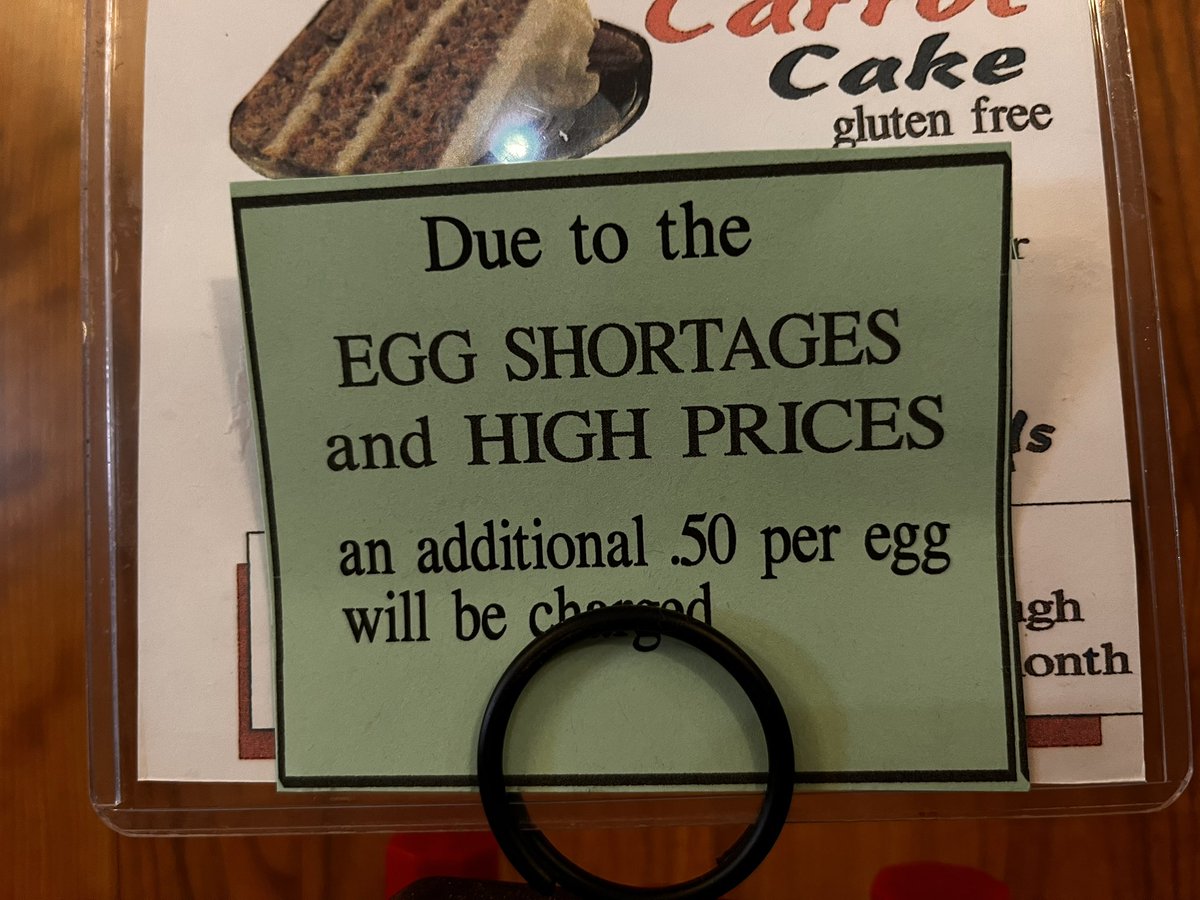 Carrot
Cake
gluten free
Due to the
EGG SHORTAGES
and HIGH PRICES
an additional .50 per egg
will be charged